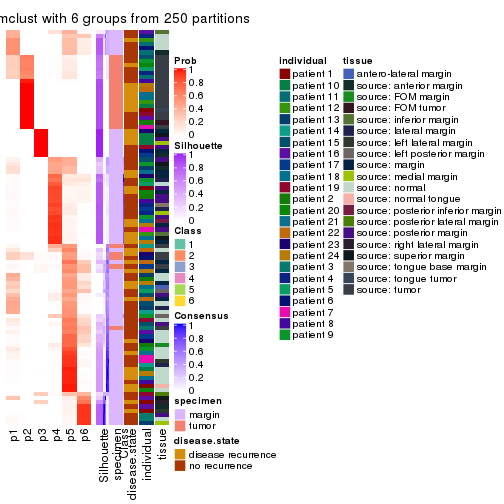 mclust with 6 groups from 250 partitions
Prob
1
0.8
0.6
0.4
0.2
0
Silhouette
1
0.8
0.6
0.4
0.2
0
Class
1
2
3
4
5
6
Consensus
1
0.8
0.6
0.4
0.2
0
specimen
margin
tumor
disease.state
disease recurrence
no recurrence
individual
patient 1
patient 10
patient 11
patient 12
patient 13
patient 14
patient 15
patient 16
patient 17
patient 18
patient 19
patient 2
patient 20
patient 21
patient 22
patient 23
patient 24
patient 3
patient 4
patient 5
patient 6
patient 7
patient 8
patient 9
tissue
antero-lateral margin
source: anterior margin
source: FOM margin
source: FOM tumor
source: inferior margin
source: lateral margin
source: left lateral margin
source: left posterior margin
source: margin
source: medial margin
source: normal
source: normal tongue
source: posterior inferior margin
source: posterior lateral margin
source: posterior margin
source: right lateral margin
source: superior margin
source: tongue base margin
source: tongue tumor
source: tumor
p1
p2
p3
p4
p5
p6
Silhouette
specimen
Class
disease.state
individual
tissue